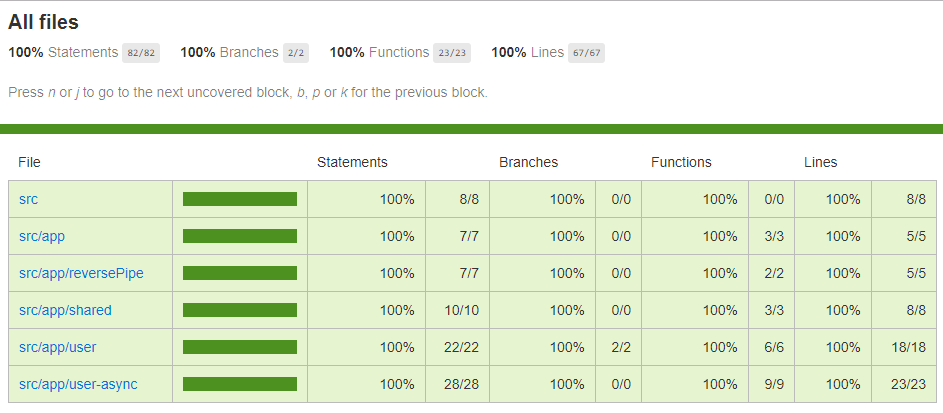 All files
100% Statements 82/82 100% Branches 2/2 100% Functions 23/23 100% Lines 67/67
Press n or j to go to the next uncovered block, b, p or k for the previous block.
File Statements Branches Functions Lines
src 100% 8/8 100% 0/0 100% 0/0 100% 8/8
src/app 100% 7/7 100% 0/0 100% 3/3 100% 5/5
src/app/reversePipe 100% 7/7 100% 0/0 100% 2/2 100% 5/5
src/app/shared 100% 10/10 100% 0/0 100% 3/3 100% 8/8
src/app/user 100% 22/22 100% 2/2 100% 6/6 100% 18/18
src/app/user-async 100% 28/28 100% 0/0 100% 9/9 100% 23/23